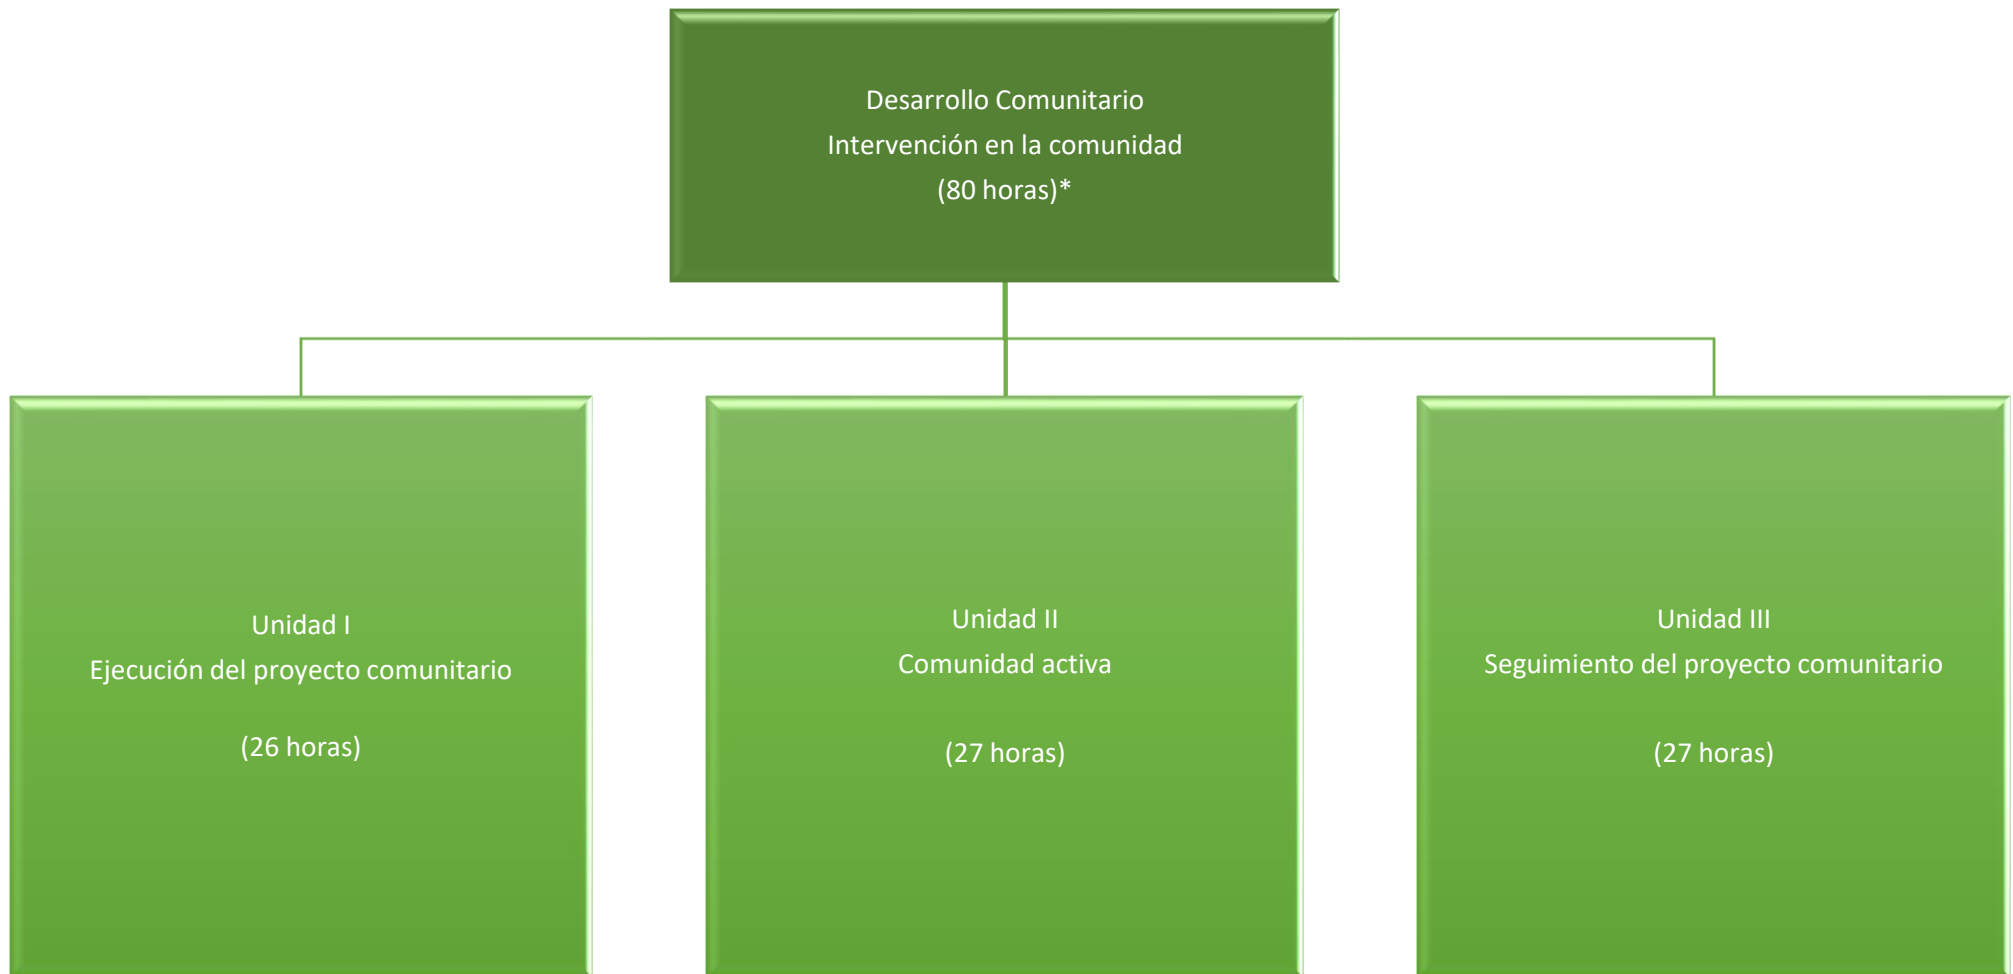 Desarrollo Comunitario
Intervención en la comunidad
(80 horas)*
Unidad I
Ejecución del proyecto comunitario
(26 horas)
Unidad II
Comunidad activa
(27 horas)
Unidad III
Seguimiento del proyecto comunitario
(27 horas)